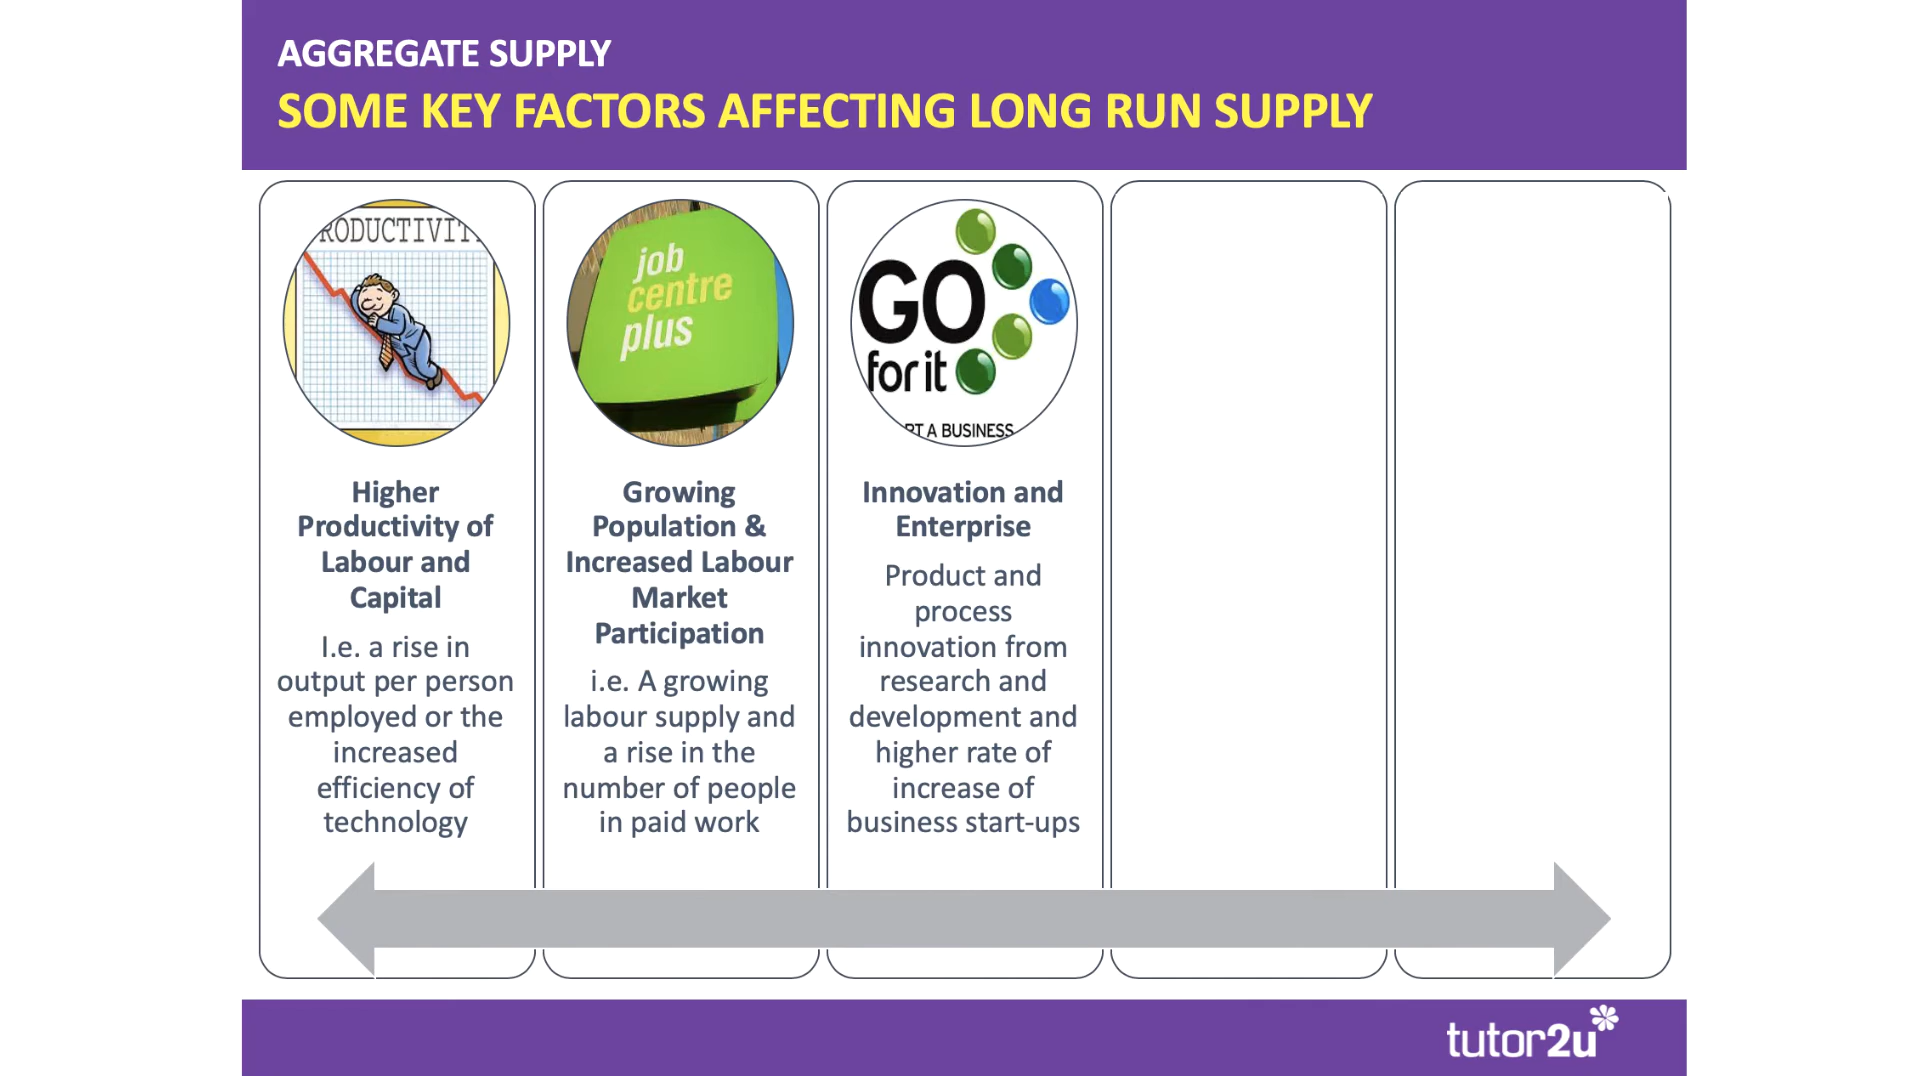 AGGREGATE SUPPLY
SOME KEY FACTORS AFFECTING LONG RUN SUPPLY
RODUCTIVIT
job
centre
plus
GO
for it
RT A BUSINESS
Higher
Productivity of
Labour and
Capital
I.e. a rise in
output per person
employed or the
increased
efficiency of
technology
Growing
Population &
Increased Labour
Market
Participation
i.e. A growing
labour supply and
a rise in the
number of people
in paid work
Innovation and
Enterprise
Product and
process
innovation from
research and
development and
higher rate of
increase of
business start-ups
tutor2u